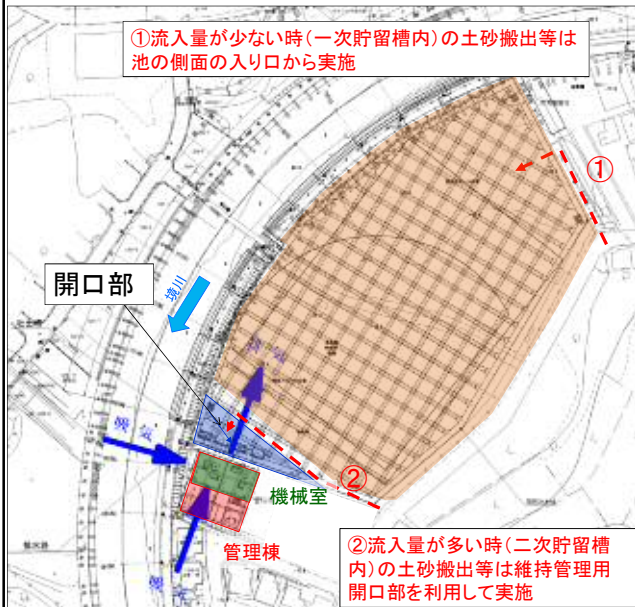 ①流入量が少ない時(一次貯留槽内)の土砂搬出等は
池の側面の入り口から実施
①
境川
開口部
換気
換気
②
機械室
管理棟
②流入量が多い時(二次貯留槽
内)の土砂搬出等は維持管理用
開口部を利用して実施